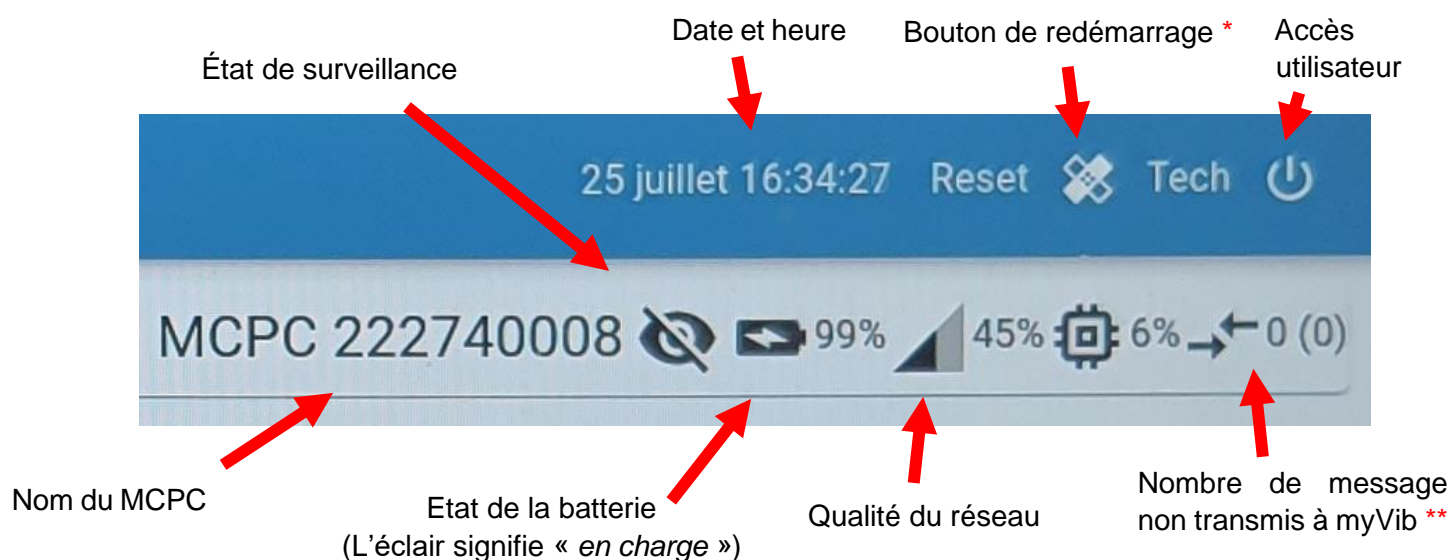 Date et heure
Bouton de redémarrage *
Accès
utilisateur
État de surveillance
25 juillet 16:34:27 Reset Tech
MCPC 222740008 99% 45% 6% 0 (0)
Nom du MCPC
Etat de la batterie
(L'éclair signifie « en charge »)
Qualité du réseau
Nombre de message
non transmis à myVib **